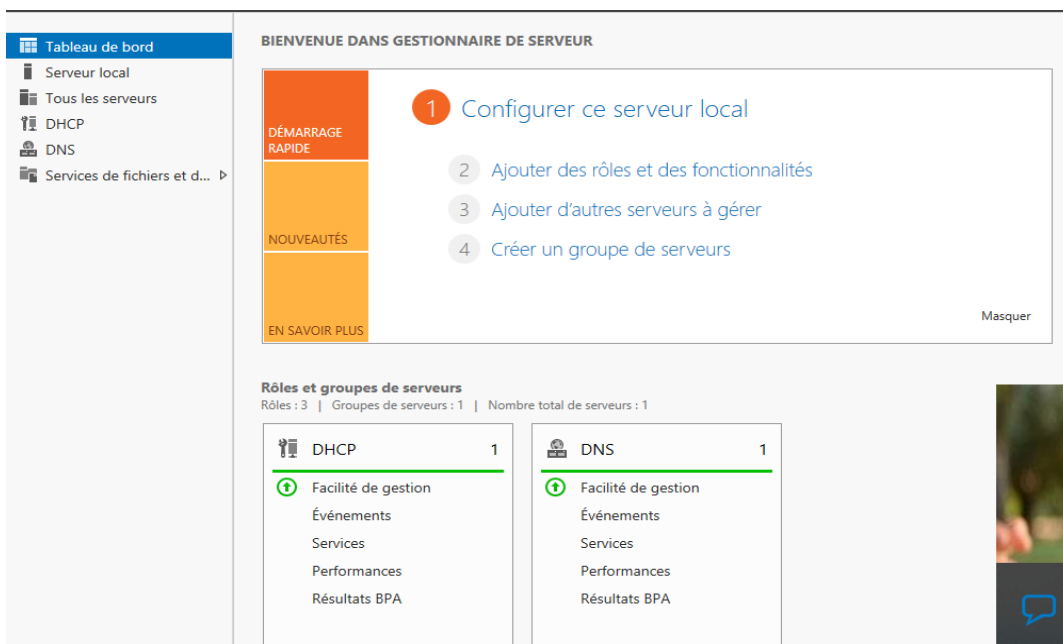 Tableau de bord
Serveur local
Tous les serveurs
DHCP
DNS
Services de fichiers et d...
BIENVENUE DANS GESTIONNAIRE DE SERVEUR
DÉMARRAGE
RAPIDE
NOUVEAUTÉS
EN SAVOIR PLUS
1 Configurer ce serveur local
2 Ajouter des rôles et des fonctionnalités
3 Ajouter d'autres serveurs à gérer
4 Créer un groupe de serveurs
Masquer
Rôles et groupes de serveurs
Rôles : 3 | Groupes de serveurs : 1 | Nombre total de serveurs : 1
DHCP 1
Facilité de gestion
Événements
Services
Performances
Résultats BPA
DNS 1
Facilité de gestion
Événements
Services
Performances
Résultats BPA